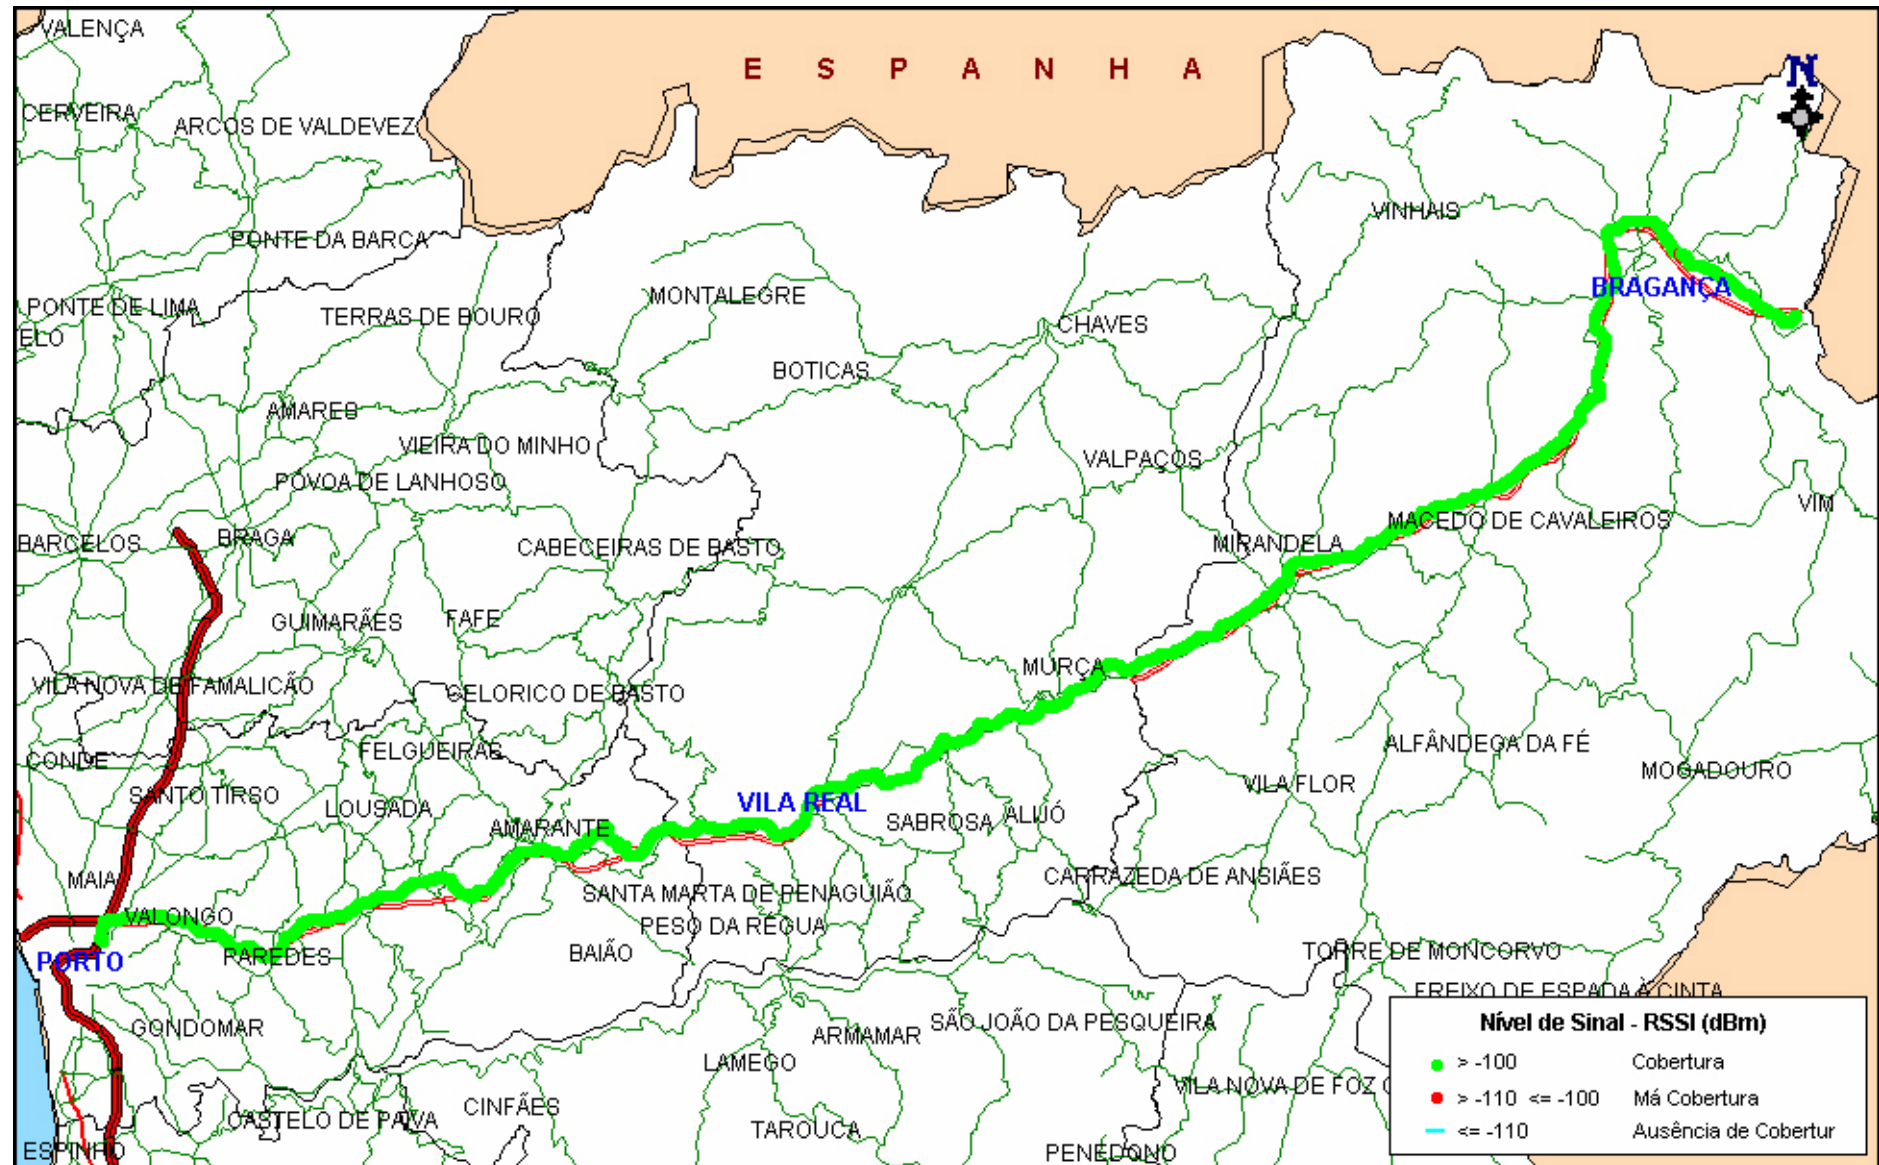 VALENÇA
E S P A N H A
N
CERVEIRA
ARCOS DE VALDEVEZ
VINHAIS
PONTE DA BARCA
BRAGANÇA
MONTALEGRE
PONTE DE LIMA
TERRAS DE BOURO
CHAVES
ELO
BOTICAS
AMARES
VIEIRA DO MINHO
VALPAÇOS
POVOA DE LANHOSO
VIM
MACEDO DE CAVALEIROS
BRAGA
BARCELOS
CABECEIRAS DE BASTO
MIRANDELA
GUIMARÃES
FAFE
MURÇA
VILA NOVA DE FAMALICÃO
CELORICO DE BASTO
ALFÂNDEGA DA FÉ
FELGUEIRAS
CONDE
MOGADOURO
VILA FLOR
SANTO TIRSO
VILA REAL
LOUSADA
ALIJÓ
SABROSA
AMARANTE
CARRAZEDA DE ANSIÃES
MAIA
SANTA MARTA DE PENAGUIÃO
VALONGO
PESO DA RÉGUA
TORRE DE MONCORVO
BAIÃO
PAREDES
PORTO
FREIXO DE ESPADA À CINTA
SÃO JOÃO DA PESQUEIRA
GONDOMAR
ARMAMAR
LAMEGO
VILA NOVA DE FOZ
CINFÃES
CASTELO DE PAIVA
TAROUCA
ESPINHO
PENEDONO
Nível de Sinal - RSSI (dBm)
> -100 Cobertura
> -110 <= -100 Má Cobertura
<= -110 Ausência de Cobertur